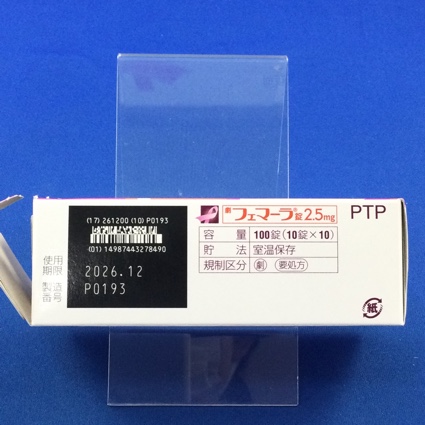 (17) 261200 (10) P0193
(01) 14987443278490
使用
期限
2026.12
製造
番号
P0193
劇 フェマーラ®錠 2.5mg
PTP
容量 100錠(10錠×10)
貯法 室温保存
規制区分 劇 要処方
紙